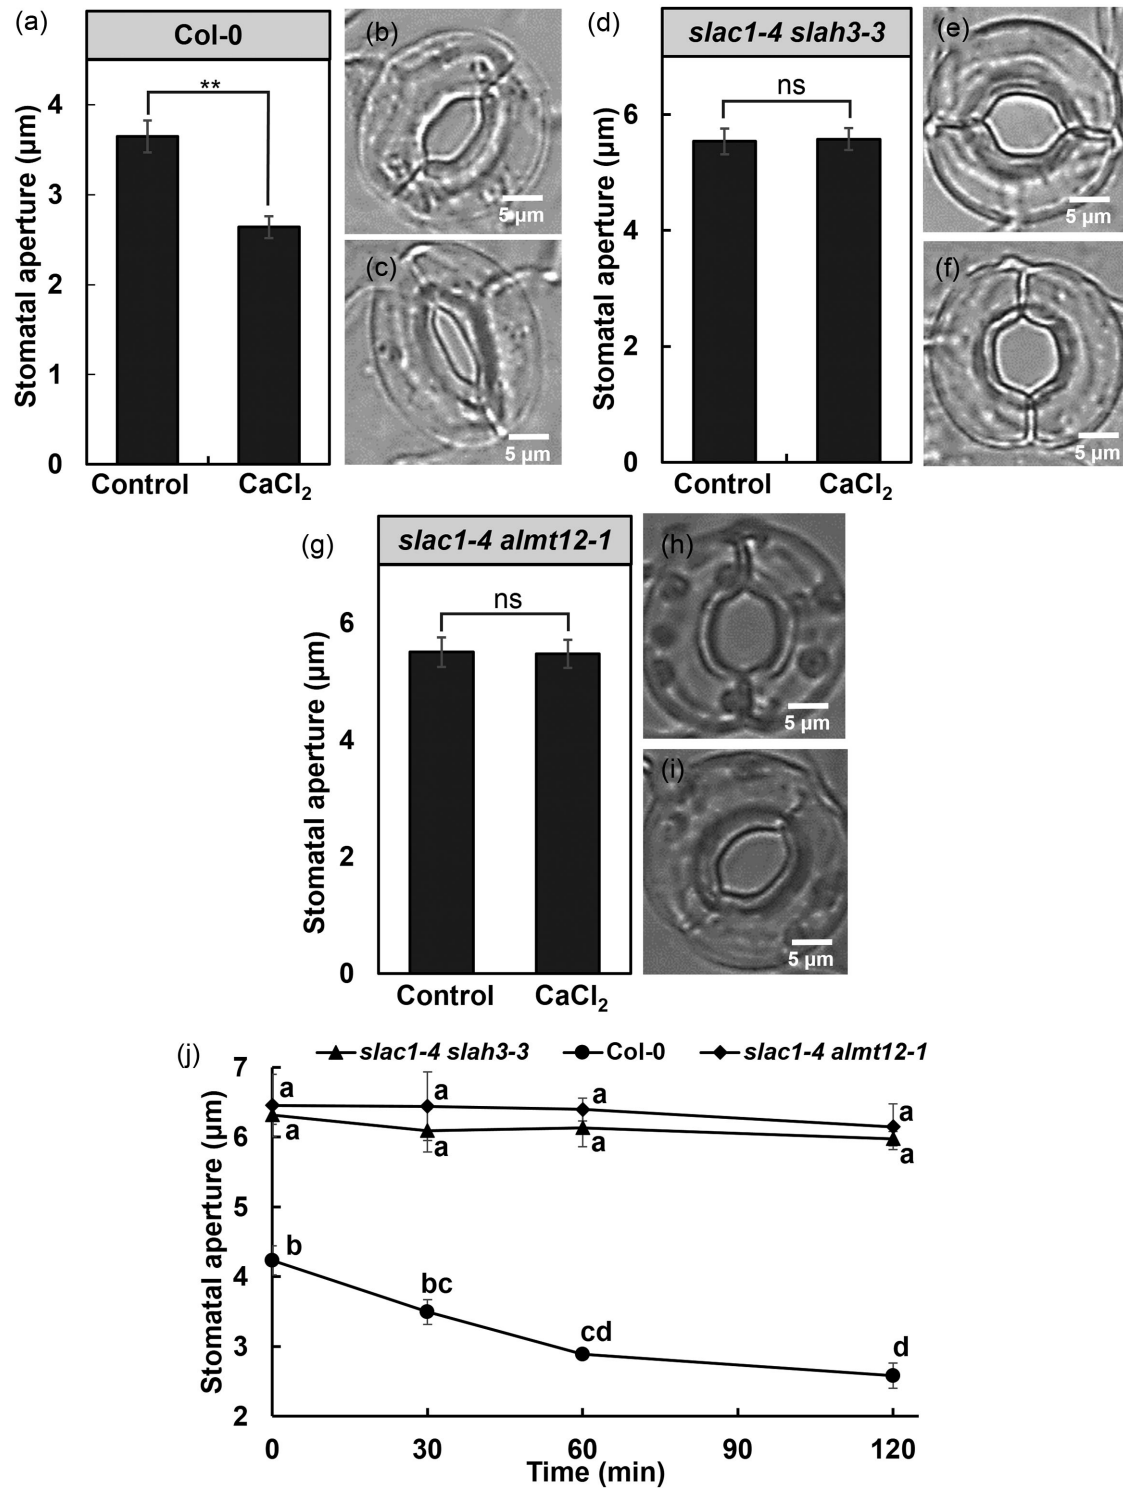 (a)
Col-0
Stomatal aperture (µm)
4
3
2
1
0
**
Control
CaCl₂
(b)
5 µm
(c)
5 µm
(d)
slac1-4 slah3-3
Stomatal aperture (µm)
6
4
2
0
ns
Control
CaCl₂
(e)
5 µm
(f)
5 µm
(g)
slac1-4 almt12-1
Stomatal aperture (µm)
6
4
2
0
ns
Control
CaCl₂
(h)
5 µm
(i)
5 µm
(j)
slac1-4 slah3-3
Col-0
slac1-4 almt12-1
Stomatal aperture (µm)
7
6
5
4
3
2
a
a
a
a
a
a
a
a
b
bc
cd
d
0
30
60
90
120
Time (min)